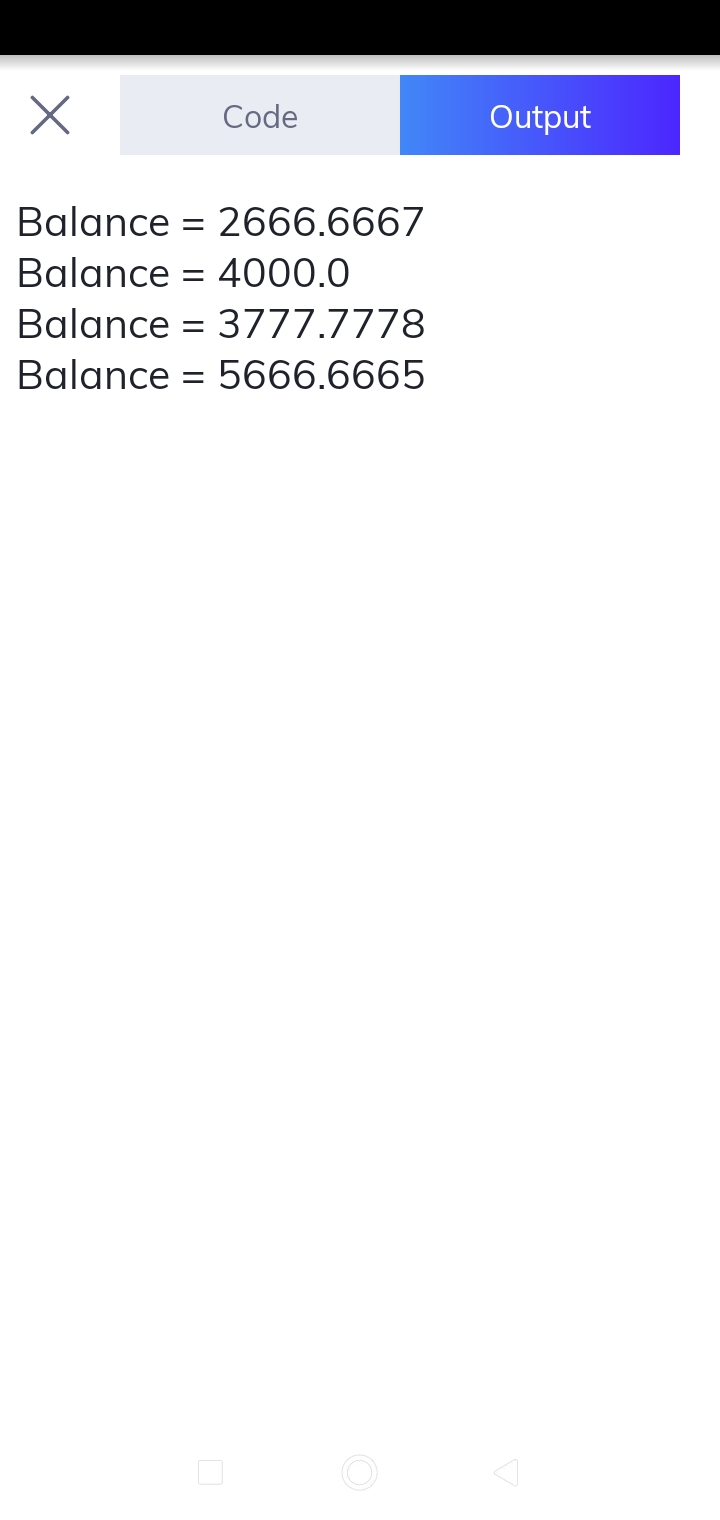 Code
Output
Balance = 2666.6667
Balance = 4000.0
Balance = 3777.7778
Balance = 5666.6665